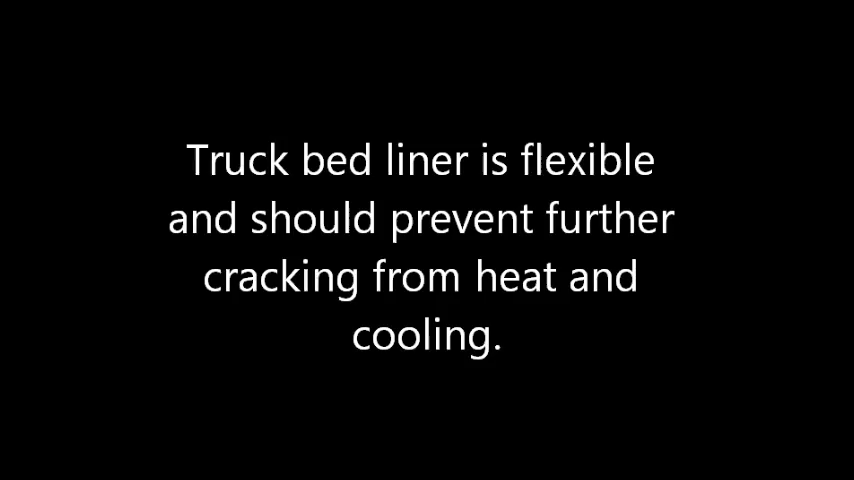 Truck bed liner is flexible
and should prevent further
cracking from heat and
cooling.